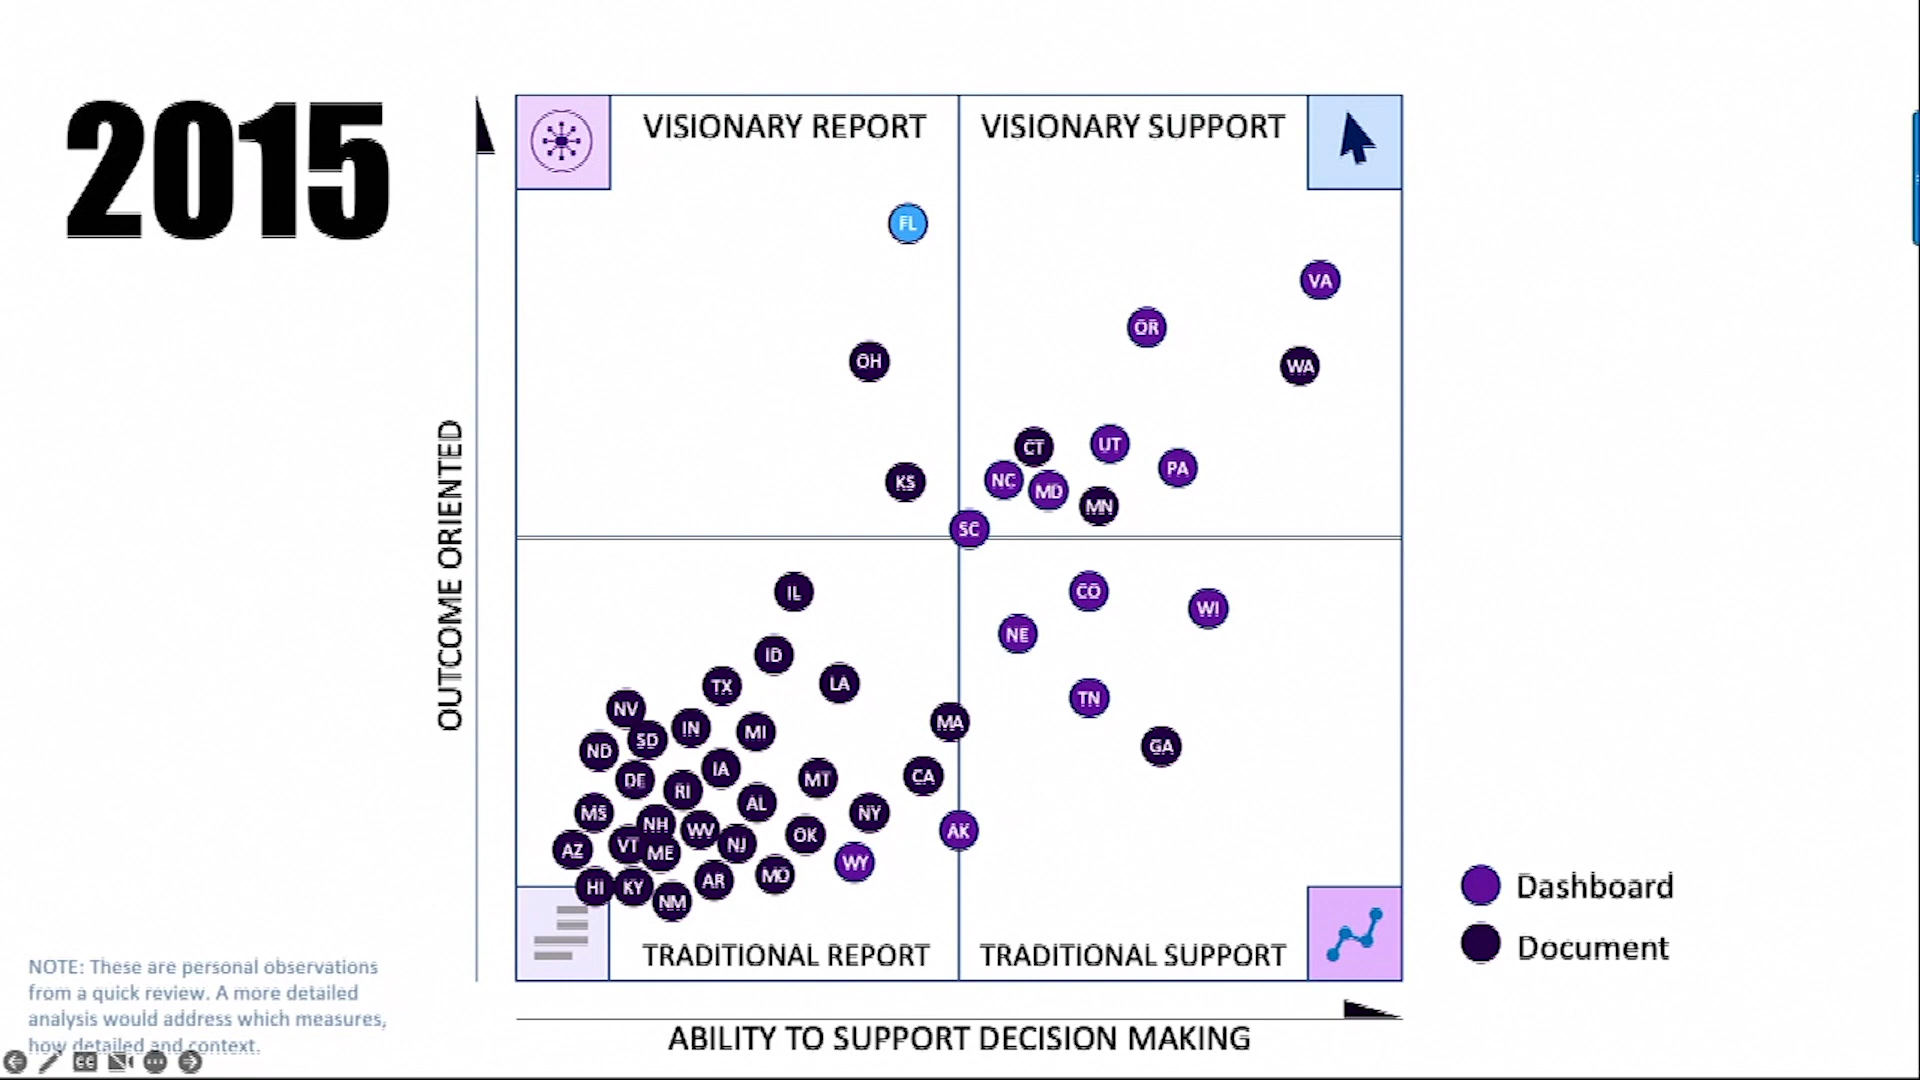 2015
VISIONARY REPORT
VISIONARY SUPPORT
FL
VA
OR
OH
WA
CT
UT
PA
KS
NC
MD
MN
SC
IL
CO
WI
NE
ID
LA
TX
TN
NV
MA
IN
MI
SD
ND
GA
IA
MT
CA
DE
RI
AL
MS
NY
NH
WV
AK
OK
VT
NJ
AZ
ME
WY
MO
AR
HI
KY
NM
OUTCOME ORIENTED
TRADITIONAL REPORT
TRADITIONAL SUPPORT
ABILITY TO SUPPORT DECISION MAKING
Dashboard
Document
NOTE: These are personal observations
from a quick review. A more detailed
analysis would address which measures,
how detailed and context.
CC